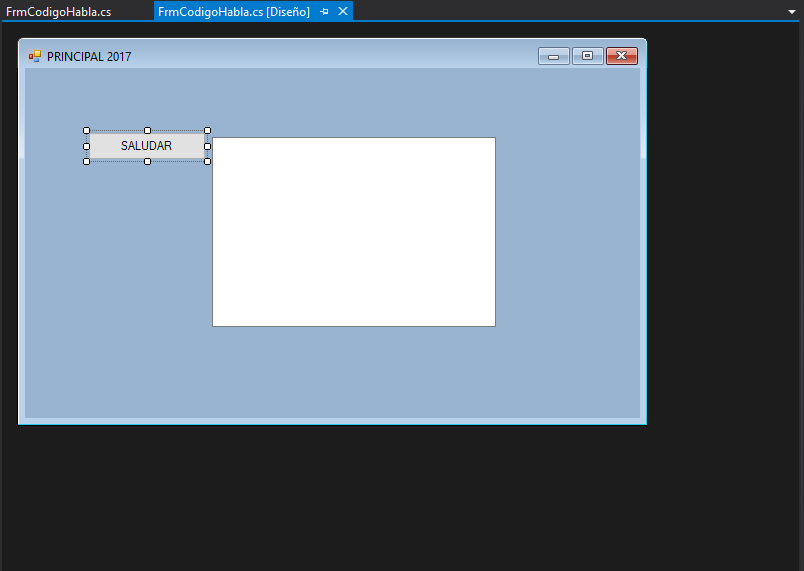 FrmCodigoHabla.cs
FrmCodigoHabla.cs [Diseño]
PRINCIPAL 2017
SALUDAR